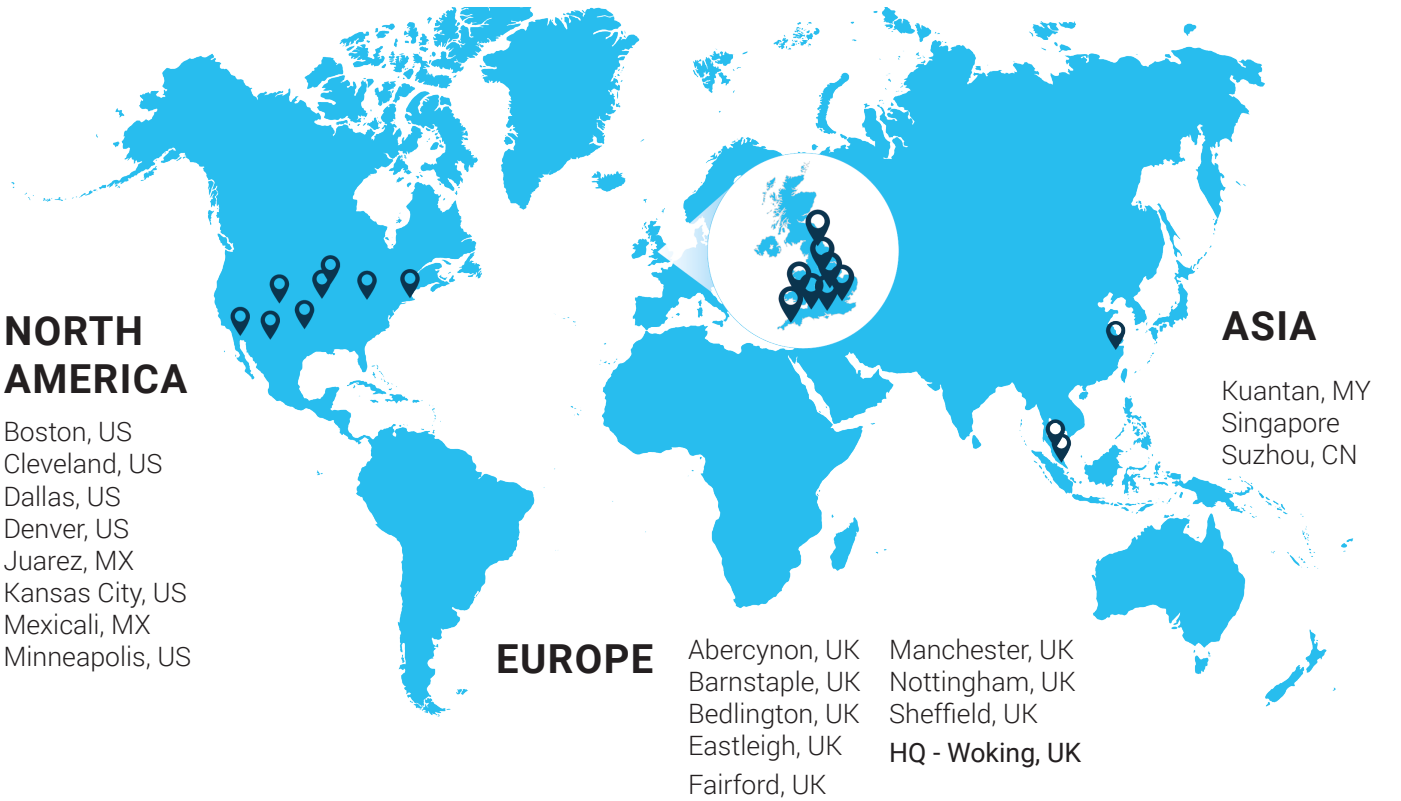 NORTH
AMERICA
Boston, US
Cleveland, US
Dallas, US
Denver, US
Juarez, MX
Kansas City, US
Mexicali, MX
Minneapolis, US
EUROPE
Abercynon, UK
Barnstaple, UK
Bedlington, UK
Eastleigh, UK
Fairford, UK
Manchester, UK
Nottingham, UK
Sheffield, UK
HQ - Woking, UK
ASIA
Kuantan, MY
Singapore
Suzhou, CN